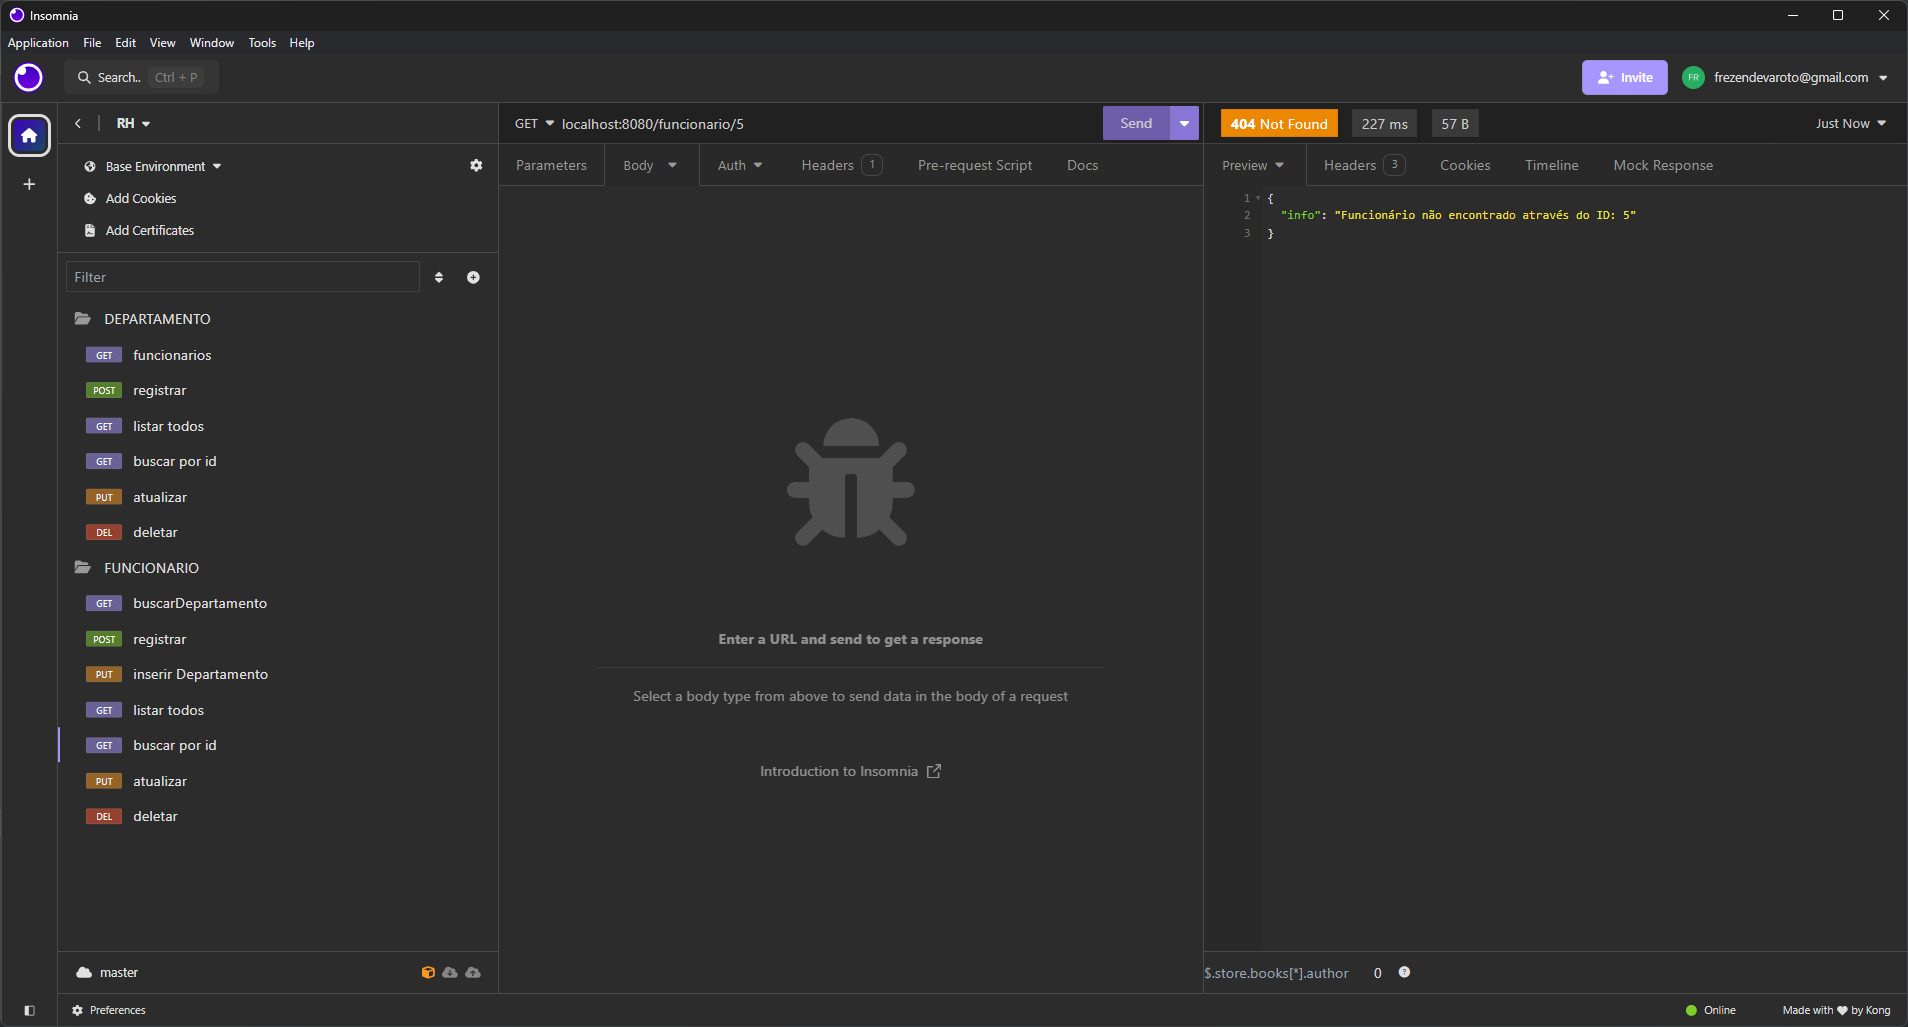 Insomnia
Application File Edit View Window Tools Help
Search.. Ctrl + P
Invite FR frezendevaroto@gmail.com
RH
Base Environment
Add Cookies
Add Certificates
Filter
DEPARTAMENTO
GET funcionarios
POST registrar
GET listar todos
GET buscar por id
PUT atualizar
DEL deletar
FUNCIONARIO
GET buscarDepartamento
POST registrar
PUT inserir Departamento
GET listar todos
GET buscar por id
PUT atualizar
DEL deletar
master
GET localhost:8080/funcionario/5 Send
Parameters Body Auth Headers 1 Pre-request Script Docs
Enter a URL and send to get a response
Select a body type from above to send data in the body of a request
Introduction to Insomnia
404 Not Found 227 ms 57 B Just Now
Preview Headers 3 Cookies Timeline Mock Response
1 {
2 "info": "Funcionário não encontrado através do ID: 5"
3 }
$.store.books[*].author 0 ?
Preferences
Online Made with ♥ by Kong